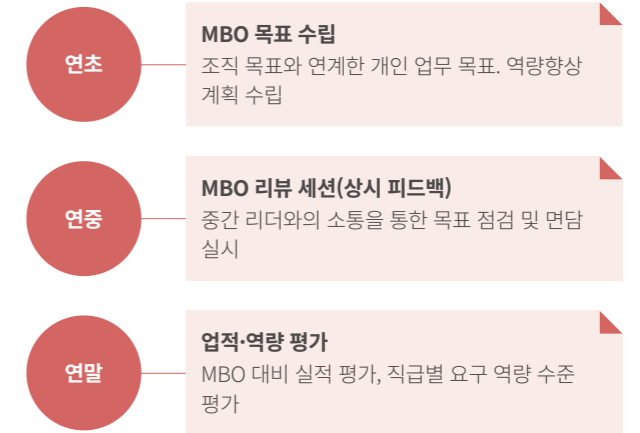 연초
MBO 목표 수립
조직 목표와 연계한 개인 업무 목표. 역량향상
계획 수립
연중
MBO 리뷰 세션(상시 피드백)
중간 리더와의 소통을 통한 목표 점검 및 면담
실시
연말
업적·역량 평가
MBO 대비 실적 평가, 직급별 요구 역량 수준
평가